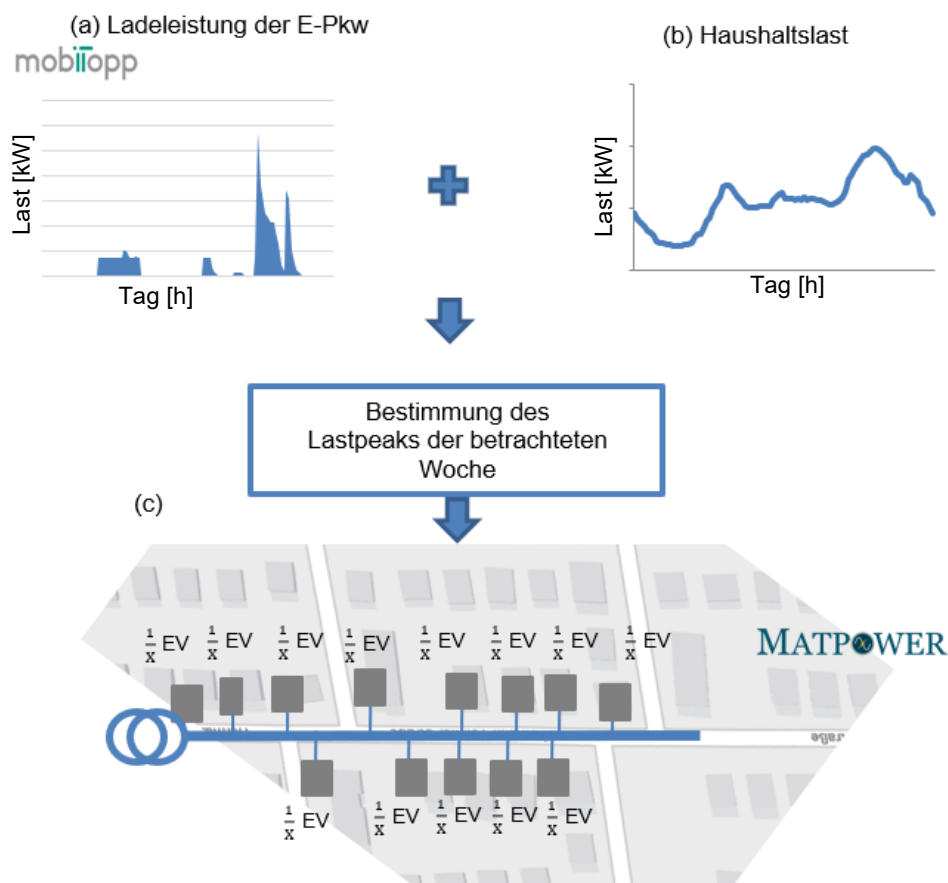 (a) Ladeleistung der E-Pkw
mobiTopp
Last [kW]
Tag [h]
(b) Haushaltslast
Last [kW]
Tag [h]
Bestimmung des
Lastpeaks der betrachteten
Woche
(c)
1/x EV
1/x EV
1/x EV
1/x EV
1/x EV
1/x EV
1/x EV
1/x EV
MATPOWER
1/x EV
1/x EV
1/x EV
1/x EV
1/x EV